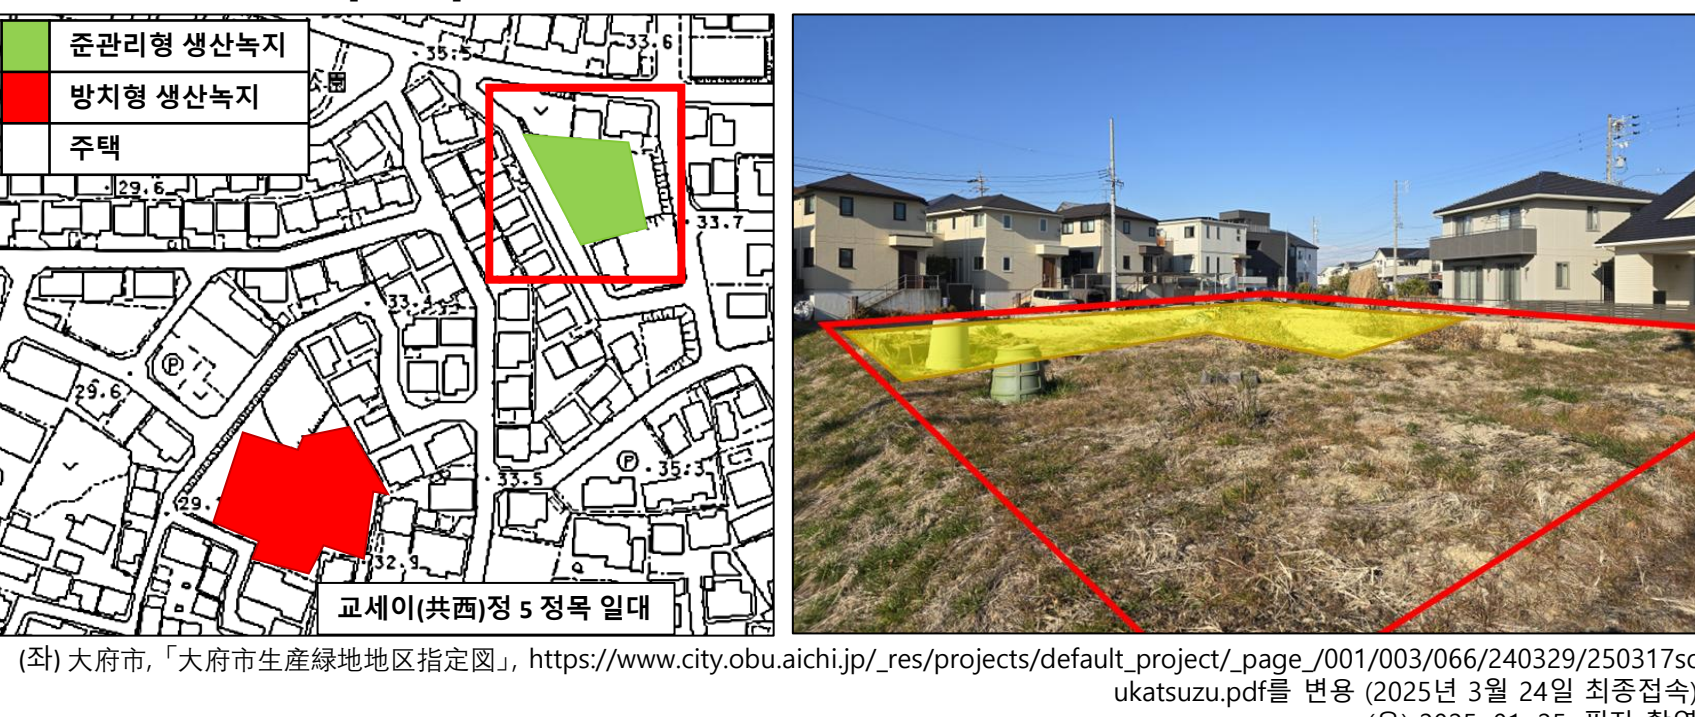 준관리형 생산녹지
방치형 생산녹지
주택
公園
35.5
33.6
29.6
33.7
33.4
29.6
P
P
35.3
33.5
29.
32.9
교세이(共西)정 5 정목 일대
(좌) 大府市,「大府市生産緑地地区指定図」, https://www.city.obu.aichi.jp/_res/projects/default_project/_page_/001/003/066/240329/250317so
ukatsuzu.pdf를 변용 (2025년 3월 24일 최종접속)